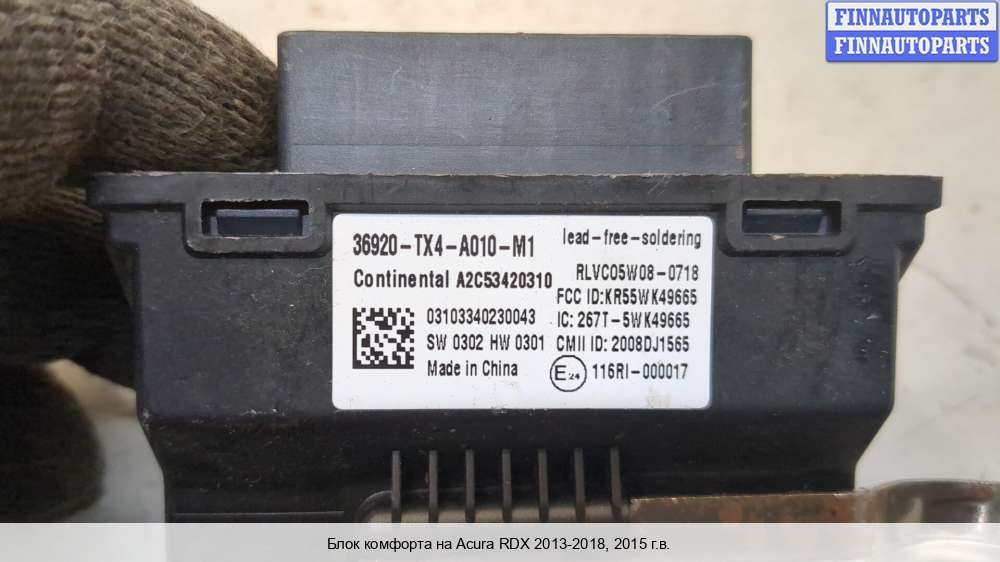 FINNAUTOPARTS
FINNAUTOPARTS
36920-TX4-A010-M1
lead-free-soldering
Continental A2C53420310
RLVC05W08-0718
FCC ID:KR55WK49665
03103340230043
IC: 267T-5WK49665
SW 0302 HW 0301
CMII ID: 2008DJ1565
Made in China
E24
116RI-000017
Блок комфорта на Acura RDX 2013-2018, 2015 г.в.